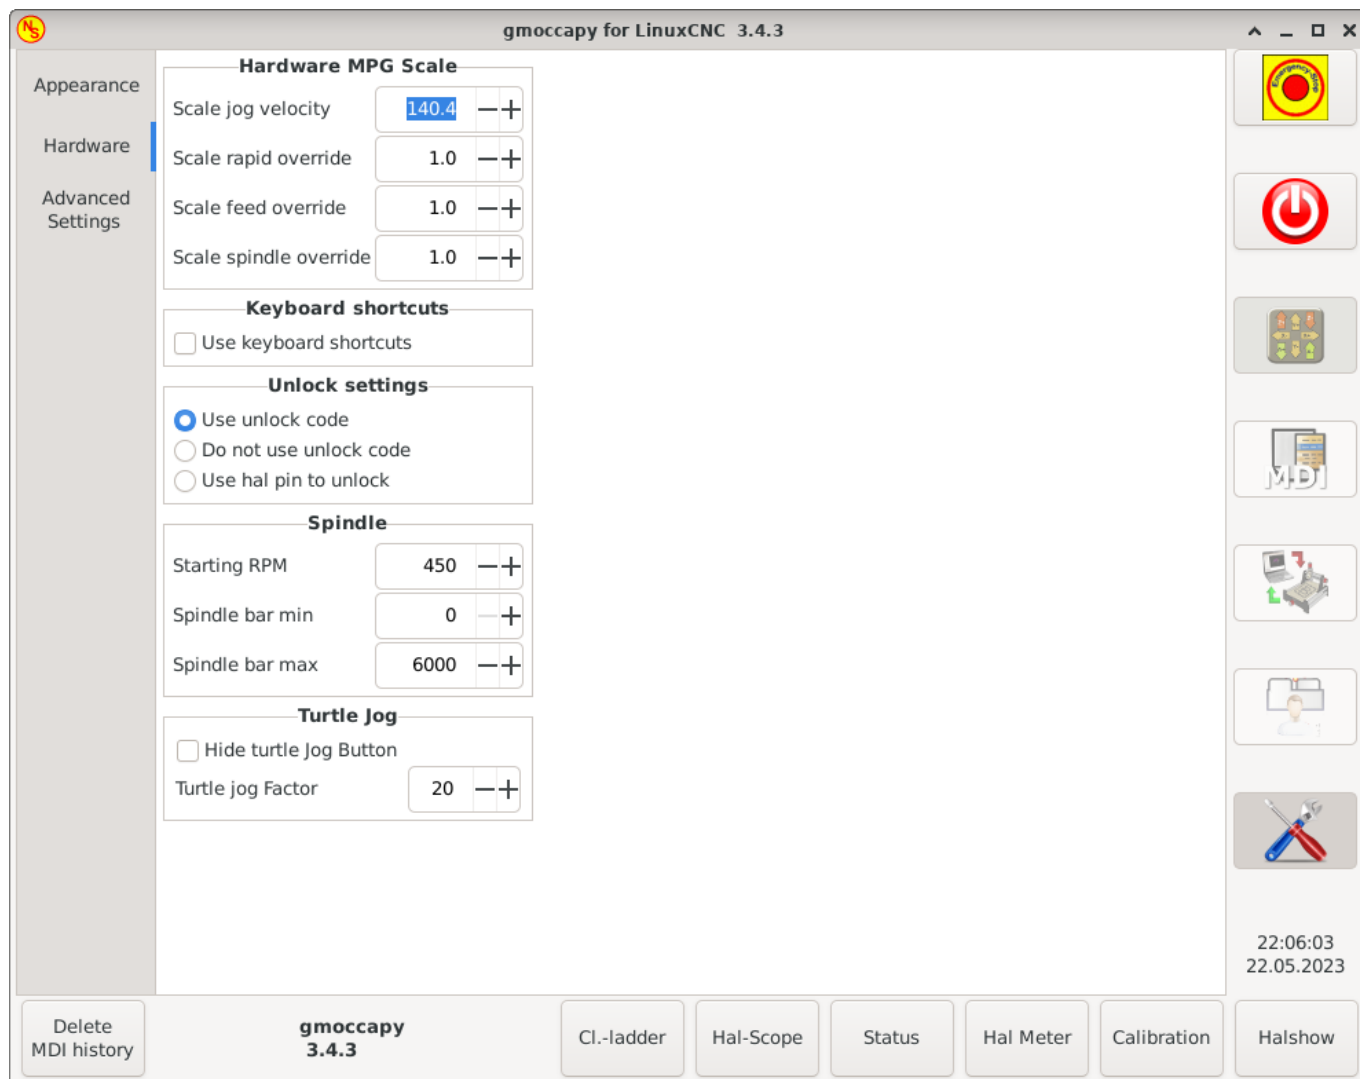 NS
gmoccapy for LinuxCNC  3.4.3
Appearance
Hardware
Advanced
Settings
Hardware MPG Scale
Scale jog velocity 140.4
Scale rapid override 1.0
Scale feed override 1.0
Scale spindle override 1.0
Keyboard shortcuts
Use keyboard shortcuts
Unlock settings
Use unlock code
Do not use unlock code
Use hal pin to unlock
Spindle
Starting RPM 450
Spindle bar min 0
Spindle bar max 6000
Turtle Jog
Hide turtle Jog Button
Turtle jog Factor 20
Emergency-Stop
MDI
22:06:03
22.05.2023
Delete
MDI history
gmoccapy
3.4.3
Cl.-ladder
Hal-Scope
Status
Hal Meter
Calibration
Halshow